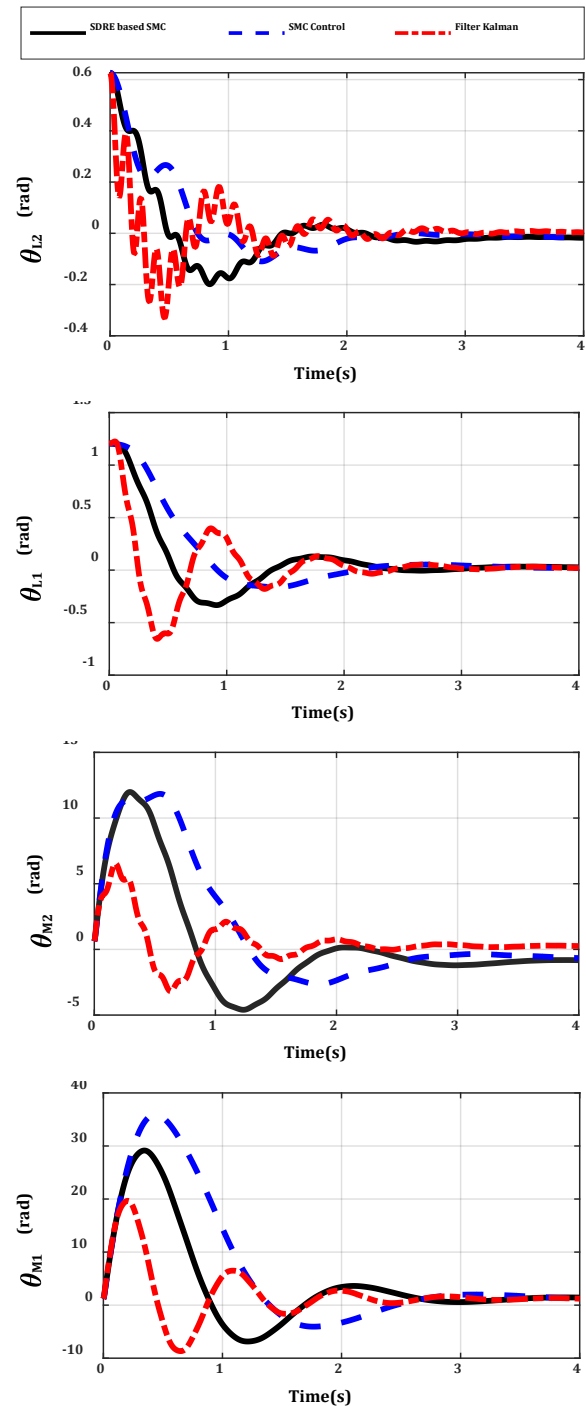 SDRE based SMC SMC Control Filter Kalman
0.6
0.4
0.2
0
-0.2
-0.4
θL2 (rad)
0 1 2 3 4
Time(s)
1
0.5
0
-0.5
-1
θL1 (rad)
0 1 2 3 4
Time(s)
10
5
0
-5
θM2 (rad)
0 1 2 3 4
Time(s)
40
30
20
10
0
-10
θM1 (rad)
0 1 2 3 4
Time(s)